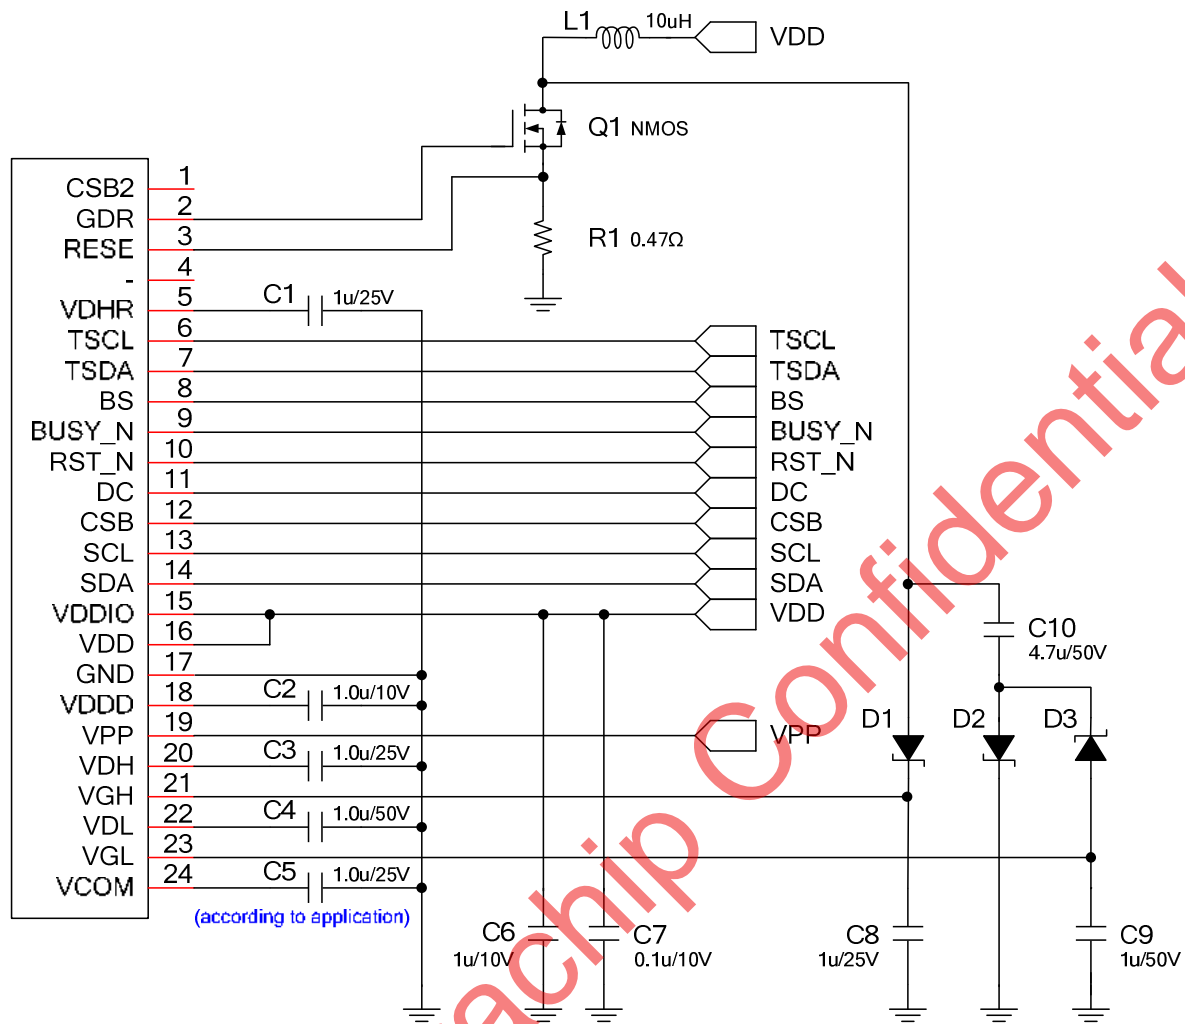 L1 10uH VDD
Q1 NMOS
CSB2 1
GDR 2
RESE 3
R1 0.47Ω
- 4
VDHR 5 C1 1u/25V
TSCL 6 TSCL
TSDA 7 TSDA
BS 8 BS
BUSY_N 9 BUSY_N
RST_N 10 RST_N
DC 11 DC
CSB 12 CSB
SCL 13 SCL
SDA 14 SDA
VDDIO 15 VDD
VDD 16
C10
4.7u/50V
GND 17
VDDD 18 C2 1.0u/10V
D1 D2 D3
VPP 19 VPP
VDH 20 C3 1.0u/25V
VGH 21
VDL 22 C4 1.0u/50V
VGL 23
VCOM 24 C5 1.0u/25V
(according to application)
C6 C7 C8 C9
1u/10V 0.1u/10V 1u/25V 1u/50V
achip Confidential